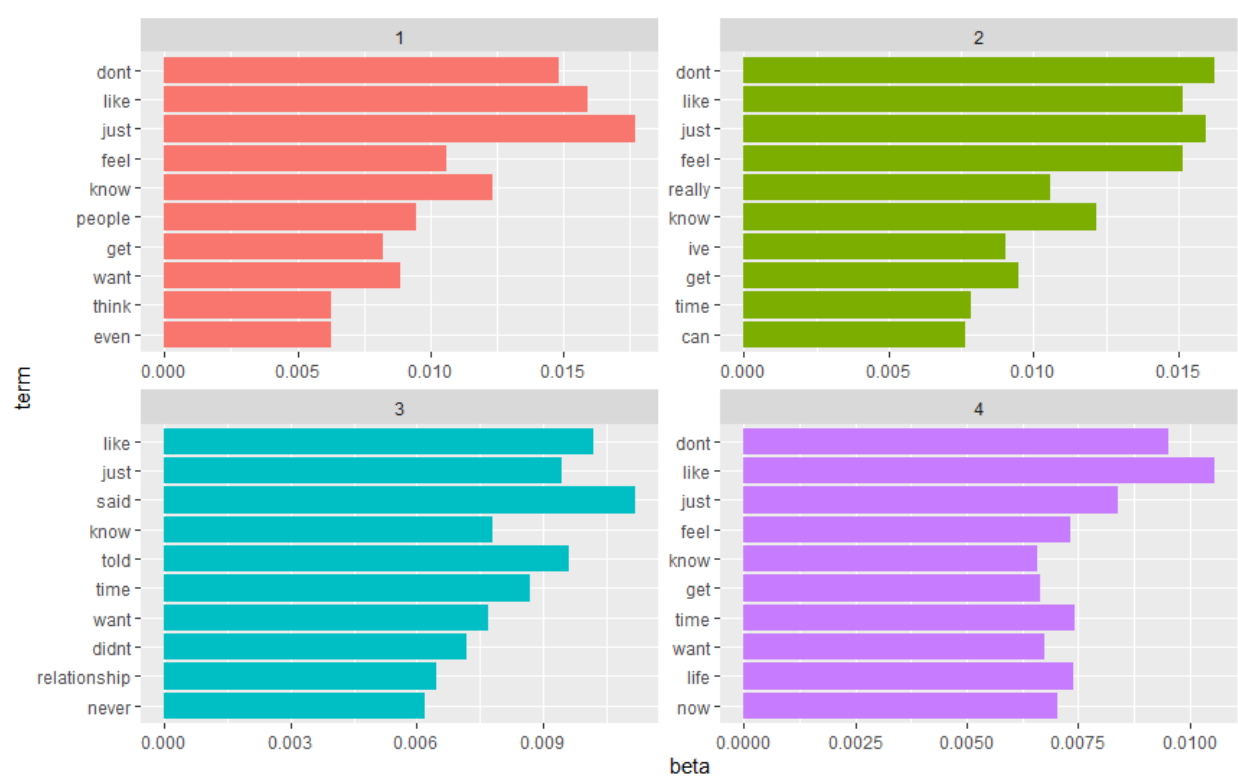 1
dont
like
just
feel
know
people
get
want
think
even
0.000 0.005 0.010 0.015
2
dont
like
just
feel
really
know
ive
get
time
can
0.000 0.005 0.010 0.015
term
3
like
just
said
know
told
time
want
didnt
relationship
never
0.000 0.003 0.006 0.009
4
dont
like
just
feel
know
get
time
want
life
now
0.0000 0.0025 0.0050 0.0075 0.0100
beta